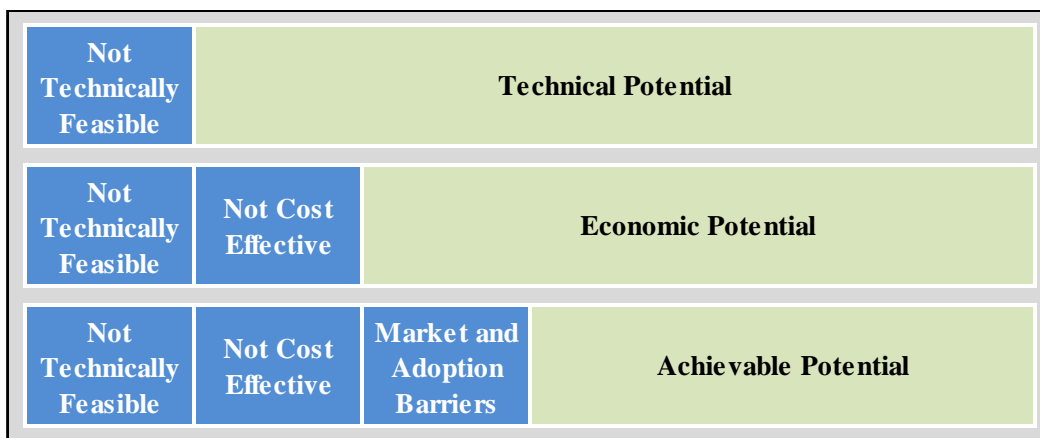 Not
Technically
Feasible
Technical Potential
Not
Technically
Feasible
Not Cost
Effective
Economic Potential
Not
Technically
Feasible
Not Cost
Effective
Market and
Adoption
Barriers
Achievable Potential